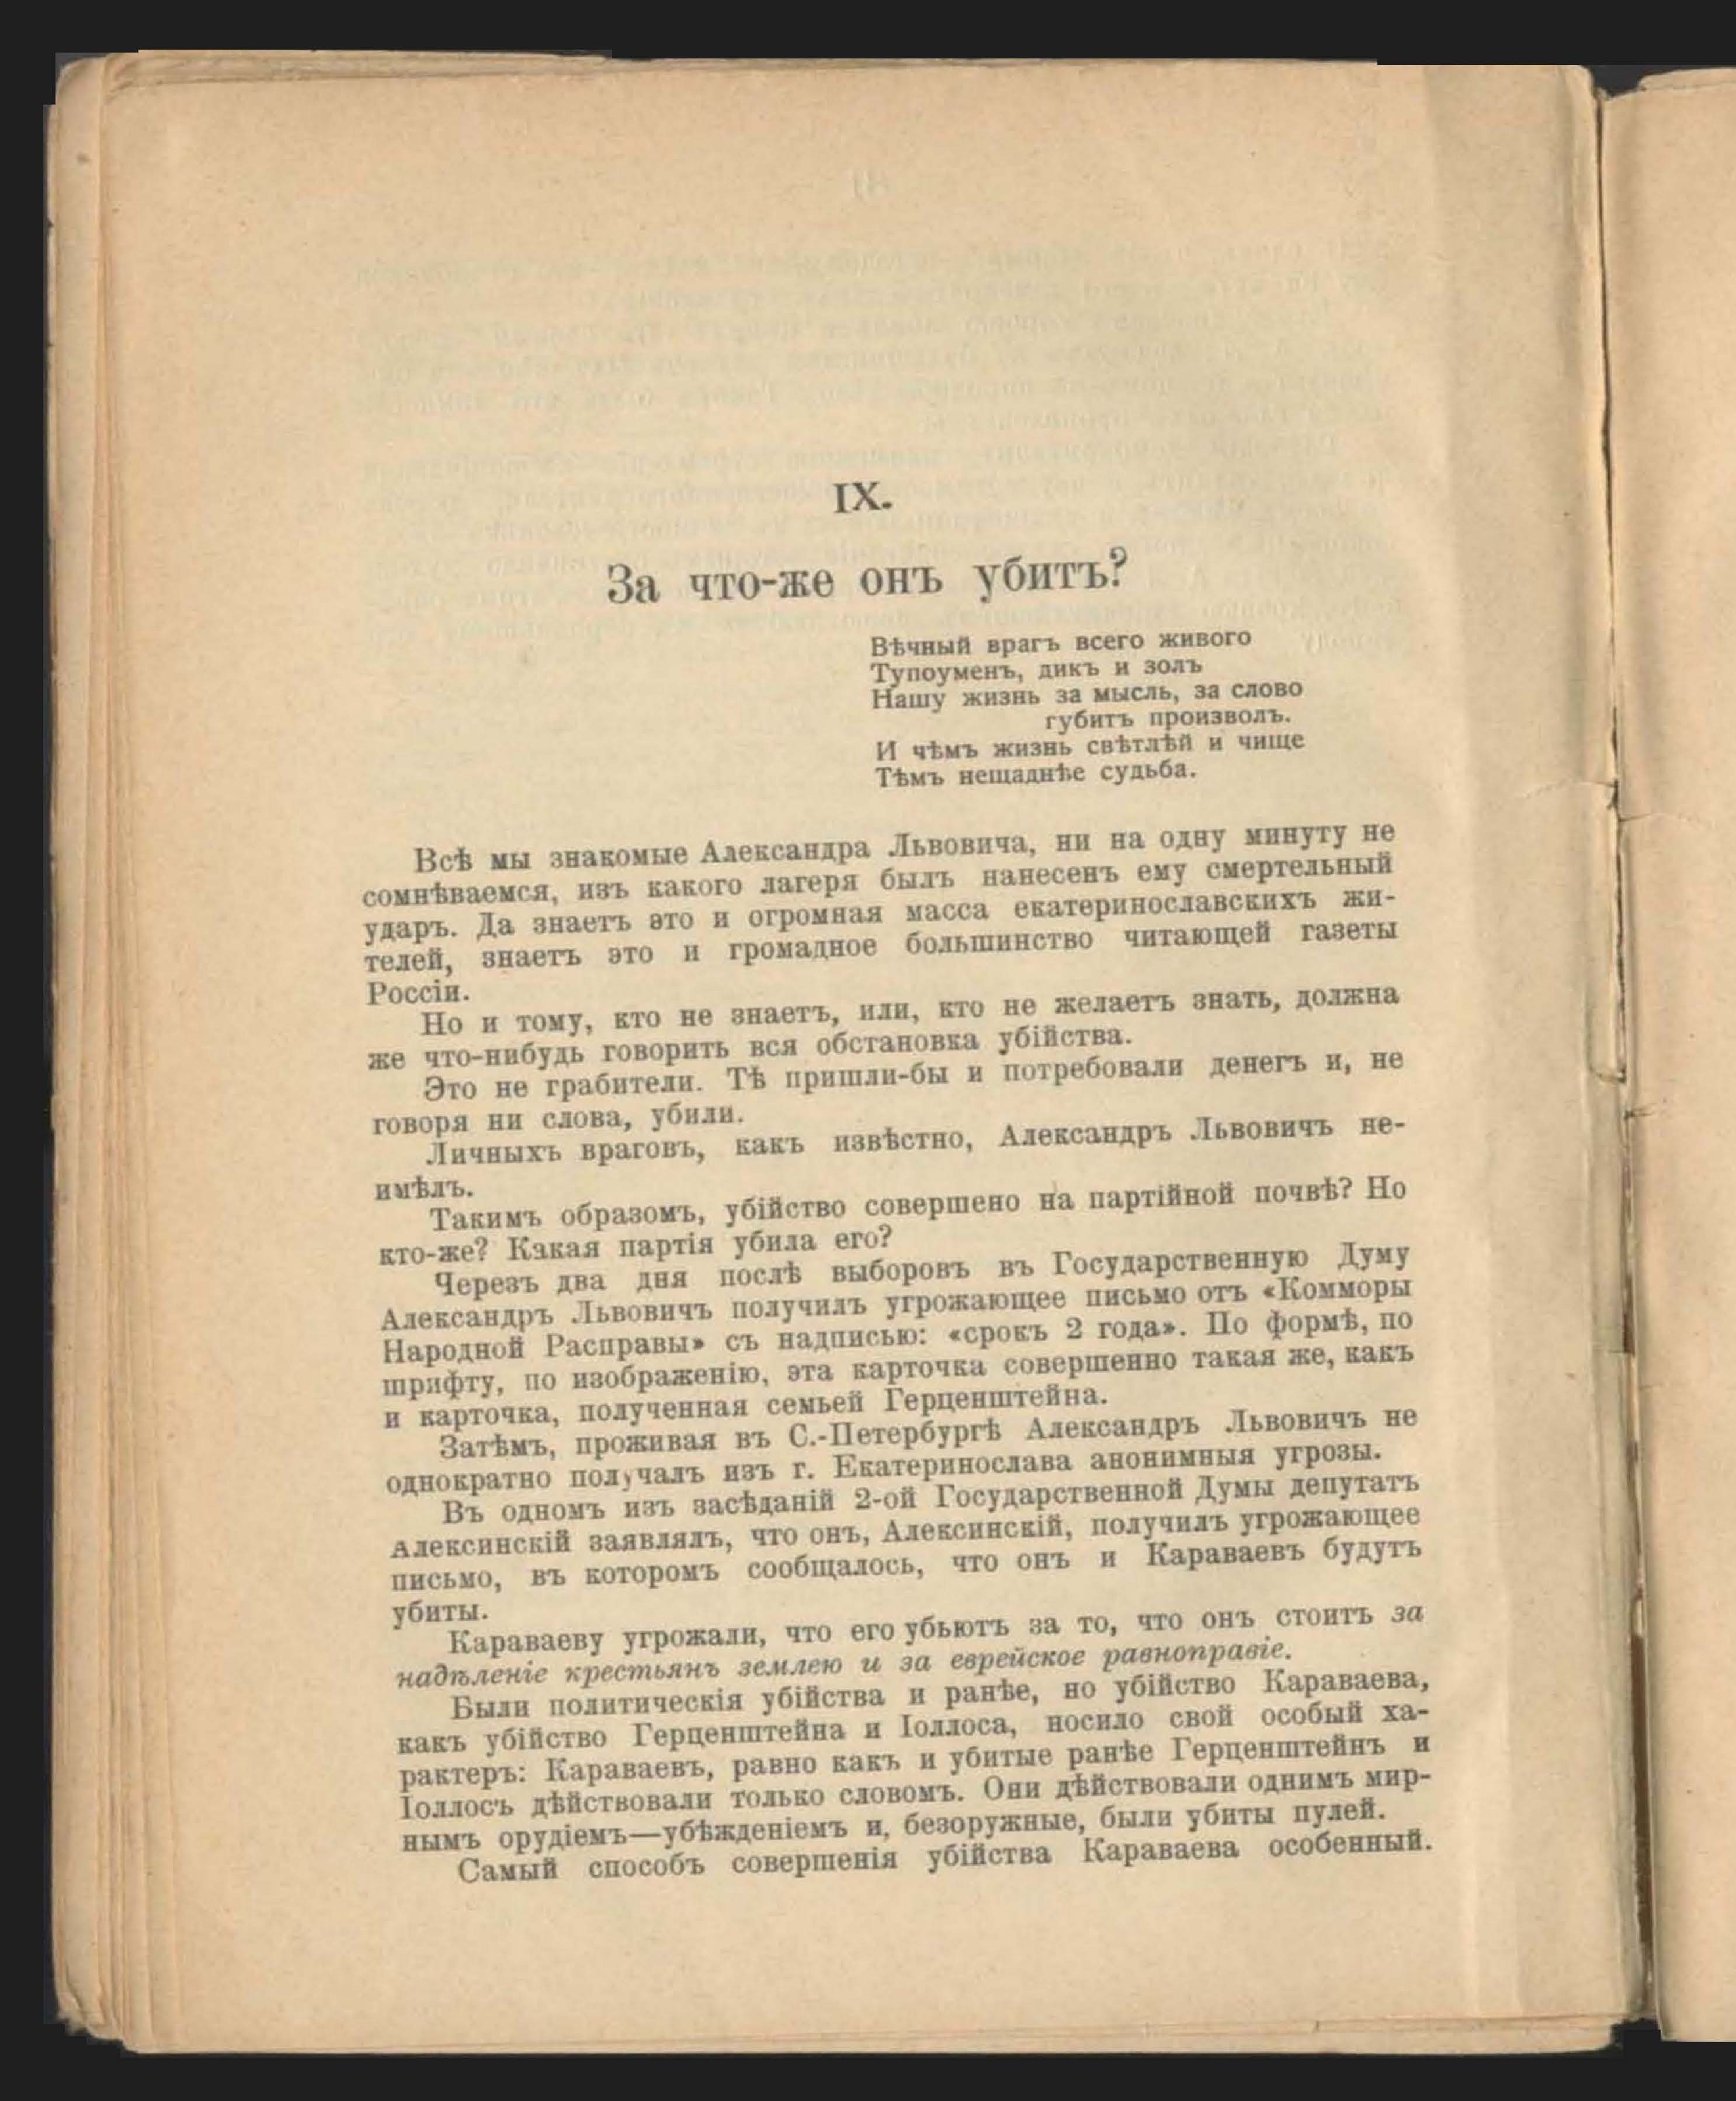 IX.
За что-же онъ убитъ?
Вѣчный врагъ всего живого
Тупоуменъ, дикъ и золъ
Нашу жизнь за мысль, за слово
губитъ произволъ.
И чѣмъ жизнь свѣтлѣй и чище
Тѣмъ нещаднѣе судьба.
Всѣ мы знакомые Александра Львовича, ни на одну минуту не
сомнѣваемся, изъ какого лагеря былъ нанесенъ ему смертельный
ударъ. Да знаетъ это и огромная масса екатеринославскихъ жи-
телей, знаетъ это и громадное большинство читающей газеты
Россіи.
Но и тому, кто не знаетъ, или, кто не желаетъ знать, должна
же что-нибудь говорить вся обстановка убійства.
Это не грабители. Тѣ пришли-бы и потребовали денегъ и, не
говоря ни слова, убили.
Личныхъ враговъ, какъ извѣстно, Александръ Львовичъ не-
имѣлъ.
Такимъ образомъ, убійство совершено на партійной почвѣ? Но
кто-же? Какая партія убила его?
Черезъ два дня послѣ выборовъ въ Государственную Думу
Александръ Львовичъ получилъ угрожающее письмо отъ «Комморы
Народной Расправы» съ надписью: «срокъ 2 года». По формѣ, по
шрифту, по изображенію, эта карточка совершенно такая же, какъ
и карточка, полученная семьей Герценштейна.
Затѣмъ, проживая въ С.-Петербургѣ Александръ Львовичъ не
однократно получалъ изъ г. Екатеринослава анонимныя угрозы.
Въ одномъ изъ засѣданій 2-ой Государственной Думы депутатъ
Алексинскій заявлялъ, что онъ, Алексинскій, получилъ угрожающее
письмо, въ которомъ сообщалось, что онъ и Караваевъ будутъ
убиты.
Караваеву угрожали, что его убьютъ за то, что онъ стоитъ за
надѣленіе крестьянъ землею и за еврейское равноправіе.
Были политическія убійства и ранѣе, но убійство Караваева,
какъ убійство Герценштейна и Іоллоса, носило свой особый ха-
рактеръ: Караваевъ, равно какъ и убитые ранѣе Герценштейнъ и
Іоллосъ дѣйствовали только словомъ. Они дѣйствовали однимъ мир-
нымъ орудіемъ—убѣжденіемъ и, безоружные, были убиты пулей.
Самый способъ совершенія убійства Караваева особенный.